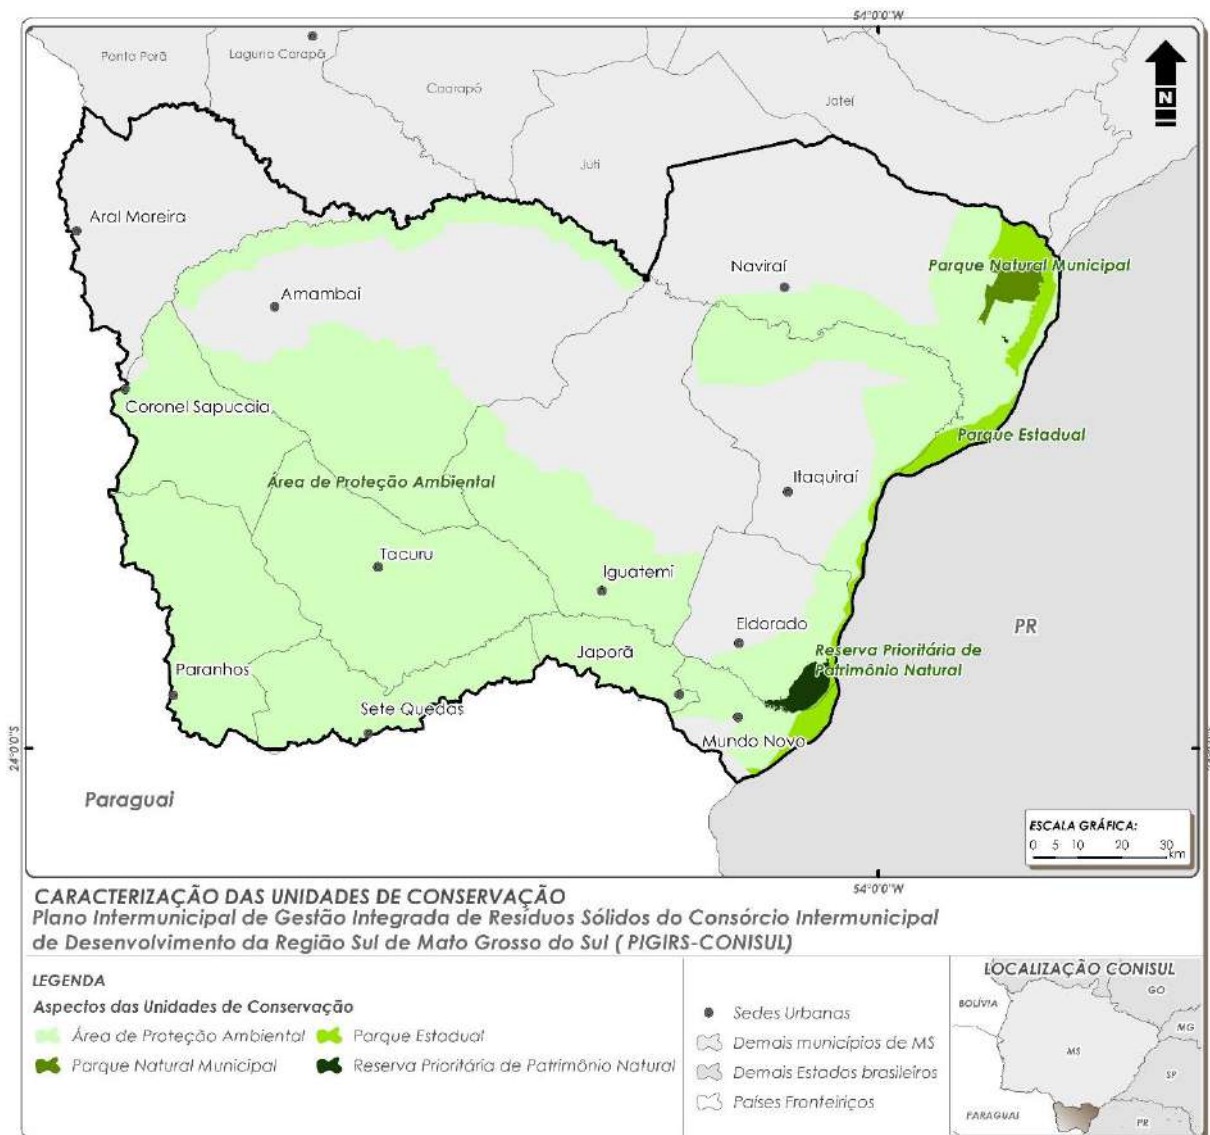 54°0'0"W
Ponta Porã
Laguna Carapã
Caarapó
Jateí
Juti
N
Aral Moreira
Naviraí
Parque Natural Municipal
Amambai
Coronel Sapucaia
Parque Estadual
Área de Proteção Ambiental
Itaquiraí
Tacuru
Iguatemi
Eldorado
PR
Japorã
Reserva Prioritária de
Patrimônio Natural
Paranhos
Sete Quedas
Mundo Novo
24°0'0"S
Paraguai
ESCALA GRÁFICA:
0 5 10 20 30
km
54°0'0"W
CARACTERIZAÇÃO DAS UNIDADES DE CONSERVAÇÃO
Plano Intermunicipal de Gestão Integrada de Resíduos Sólidos do Consórcio Intermunicipal
de Desenvolvimento da Região Sul de Mato Grosso do Sul ( PIGIRS-CONISUL)
LEGENDA
Aspectos das Unidades de Conservação
Área de Proteção Ambiental
Parque Estadual
Parque Natural Municipal
Reserva Prioritária de Patrimônio Natural
Sedes Urbanas
Demais municípios de MS
Demais Estados brasileiros
Países Fronteiriços
LOCALIZAÇÃO CONISUL
BOLÍVIA
GO
MG
MS
SP
PARAGUAI
PR